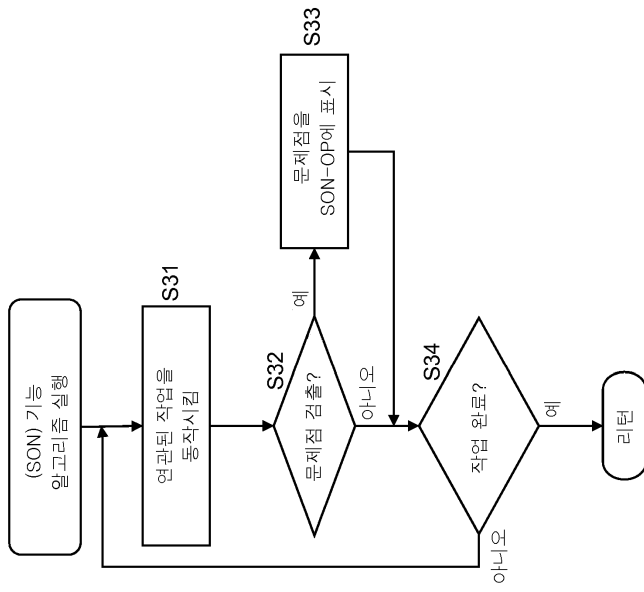 (SON) 기능
알고리즘 실행
S31
연관된 작업을
동작시킴
S32
문제점 검출?
예
S33
문제점을
SON-OP에 표시
아니오
S34
작업 완료?
아니오
예
리턴